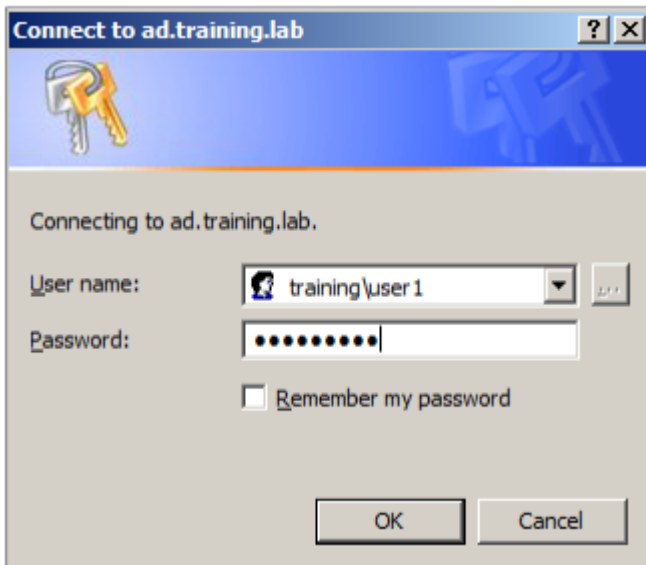 Connect to ad.training.lab
Connecting to ad.training.lab.
User name: training\user1 ...
Password: •••••••••
Remember my password
OK Cancel